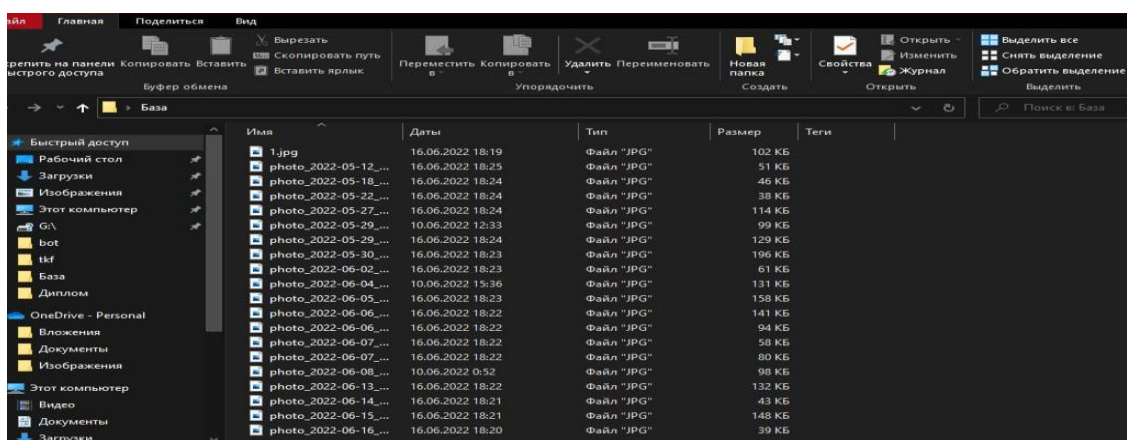 айл Главная Поделиться Вид
крепить на панели быстрого доступа
Копировать Вставить
Вырезать
Скопировать путь
Вставить ярлык
Переместить в
Копировать в
Удалить Переименовать
Новая папка
Свойства
Открыть
Изменить
Журнал
Выделить все
Снять выделение
Обратить выделение
Буфер обмена Упорядочить Создать Открыть Выделить
База
Поиск в: База
Быстрый доступ
Рабочий стол
Загрузки
Изображения
Этот компьютер
G:\
bot
tkf
База
Диплом
OneDrive - Personal
Вложения
Документы
Изображения
Этот компьютер
Видео
Документы
Загрузки
Имя Даты Тип Размер Теги
1.jpg 16.06.2022 18:19 Файл "JPG" 102 КБ
photo_2022-05-12_... 16.06.2022 18:25 Файл "JPG" 51 КБ
photo_2022-05-18_... 16.06.2022 18:24 Файл "JPG" 46 КБ
photo_2022-05-22_... 16.06.2022 18:24 Файл "JPG" 38 КБ
photo_2022-05-27_... 16.06.2022 18:24 Файл "JPG" 114 КБ
photo_2022-05-29_... 10.06.2022 12:33 Файл "JPG" 99 КБ
photo_2022-05-29_... 16.06.2022 18:24 Файл "JPG" 129 КБ
photo_2022-05-30_... 16.06.2022 18:23 Файл "JPG" 196 КБ
photo_2022-06-02_... 16.06.2022 18:23 Файл "JPG" 61 КБ
photo_2022-06-04_... 10.06.2022 15:36 Файл "JPG" 131 КБ
photo_2022-06-05_... 16.06.2022 18:23 Файл "JPG" 158 КБ
photo_2022-06-06_... 16.06.2022 18:22 Файл "JPG" 141 КБ
photo_2022-06-06_... 16.06.2022 18:22 Файл "JPG" 94 КБ
photo_2022-06-07_... 16.06.2022 18:22 Файл "JPG" 58 КБ
photo_2022-06-07_... 16.06.2022 18:22 Файл "JPG" 80 КБ
photo_2022-06-08_... 10.06.2022 0:52 Файл "JPG" 98 КБ
photo_2022-06-13_... 16.06.2022 18:22 Файл "JPG" 132 КБ
photo_2022-06-14_... 16.06.2022 18:21 Файл "JPG" 43 КБ
photo_2022-06-15_... 16.06.2022 18:21 Файл "JPG" 148 КБ
photo_2022-06-16_... 16.06.2022 18:20 Файл "JPG" 39 КБ